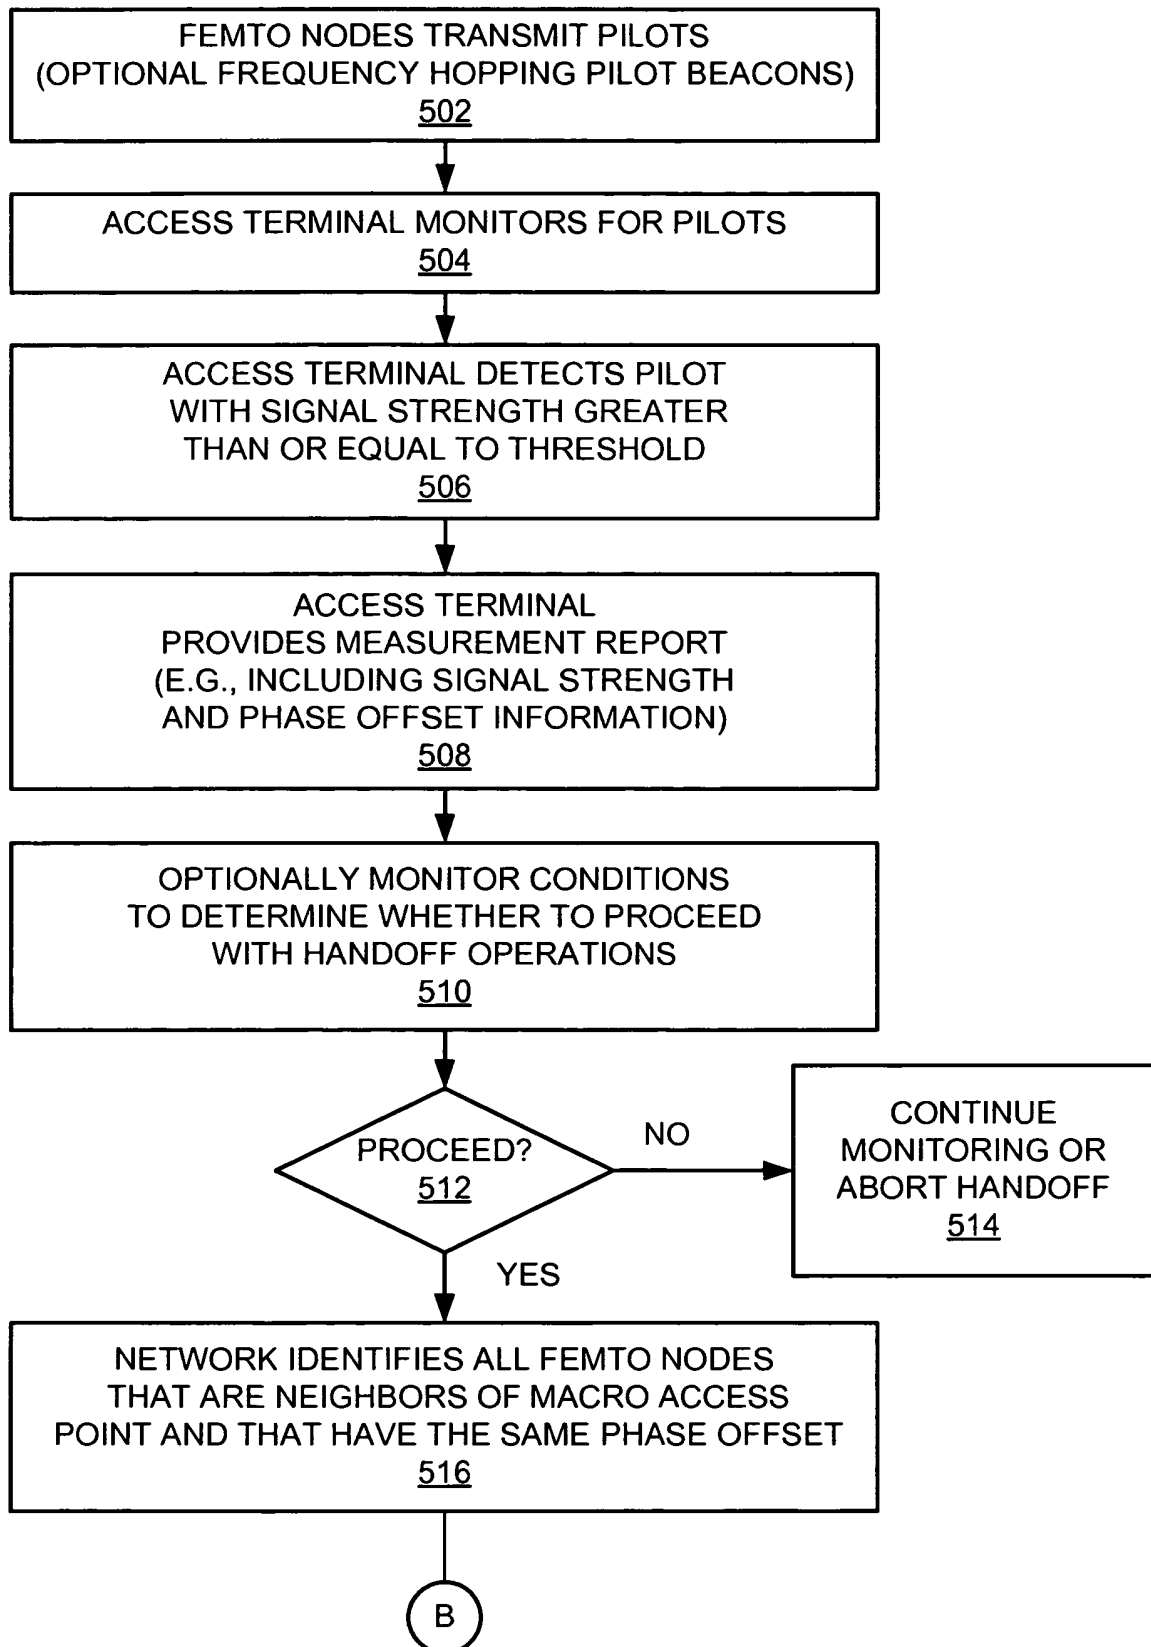 FEMTO NODES TRANSMIT PILOTS
(OPTIONAL FREQUENCY HOPPING PILOT BEACONS)
502
ACCESS TERMINAL MONITORS FOR PILOTS
504
ACCESS TERMINAL DETECTS PILOT
WITH SIGNAL STRENGTH GREATER
THAN OR EQUAL TO THRESHOLD
506
ACCESS TERMINAL
PROVIDES MEASUREMENT REPORT
(E.G., INCLUDING SIGNAL STRENGTH
AND PHASE OFFSET INFORMATION)
508
OPTIONALLY MONITOR CONDITIONS
TO DETERMINE WHETHER TO PROCEED
WITH HANDOFF OPERATIONS
510
PROCEED?
512
NO
CONTINUE
MONITORING OR
ABORT HANDOFF
514
YES
NETWORK IDENTIFIES ALL FEMTO NODES
THAT ARE NEIGHBORS OF MACRO ACCESS
POINT AND THAT HAVE THE SAME PHASE OFFSET
516
B